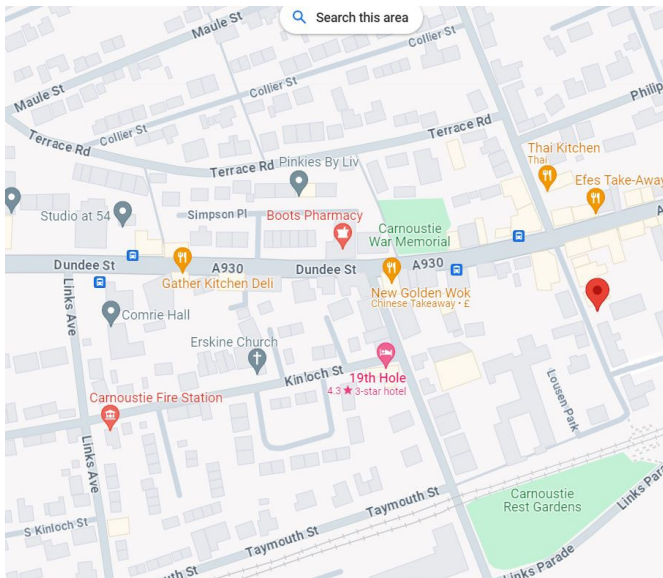 Search this area
Maule St
Collier St
Maule St
Collier St
Philip
Collier St
Terrace Rd
Terrace Rd
Thai Kitchen
Thai
Terrace Rd
Pinkies By Liv
Efes Take-Away
Studio at 54
Simpson Pl
Boots Pharmacy
A
Carnoustie
War Memorial
Dundee St
A930
Dundee St
A930
Gather Kitchen Deli
New Golden Wok
Chinese Takeaway • £
Links Ave
Comrie Hall
Erskine Church
Kinloch St
19th Hole
4.3 ★ 3-star hotel
Lousen Park
Carnoustie Fire Station
Links Ave
Taymouth St
Carnoustie
Rest Gardens
Links Para
S Kinloch St
Taymouth St
uth St
Links Parade